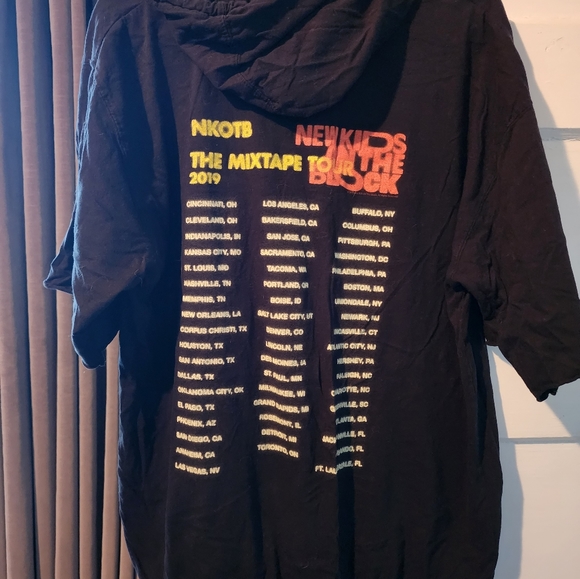 NKOTB
NEW KIDS
ON THE
BLOCK
THE MIXTAPE TOUR
2019
CINCINNATI, OH
CLEVELAND, OH
INDIANAPOLIS, IN
KANSAS CITY, MO
ST. LOUIS, MO
NASHVILLE, TN
MEMPHIS, TN
NEW ORLEANS, LA
CORPUS CHRISTI, TX
HOUSTON, TX
SAN ANTONIO, TX
DALLAS, TX
OKLAHOMA CITY, OK
EL PASO, TX
PHOENIX, AZ
SAN DIEGO, CA
ANAHEIM, CA
LAS VEGAS, NV
LOS ANGELES, CA
BAKERSFIELD, CA
SAN JOSE, CA
SACRAMENTO, CA
TACOMA, WA
PORTLAND, OR
BOISE, ID
SALT LAKE CITY, UT
DENVER, CO
LINCOLN, NE
DES MOINES, IA
ST. PAUL, MN
MILWAUKEE, WI
GRAND RAPIDS, MI
ROSEMONT, IL
DETROIT, MI
TORONTO, ON
BUFFALO, NY
COLUMBUS, OH
PITTSBURGH, PA
WASHINGTON, DC
PHILADELPHIA, PA
BOSTON, MA
UNIONDALE, NY
NEWARK, NJ
UNCASVILLE, CT
ATLANTIC CITY, NJ
HERSHEY, PA
RALEIGH, NC
NC
SC
ATLANTA, GA
FL
FL
FT. FL